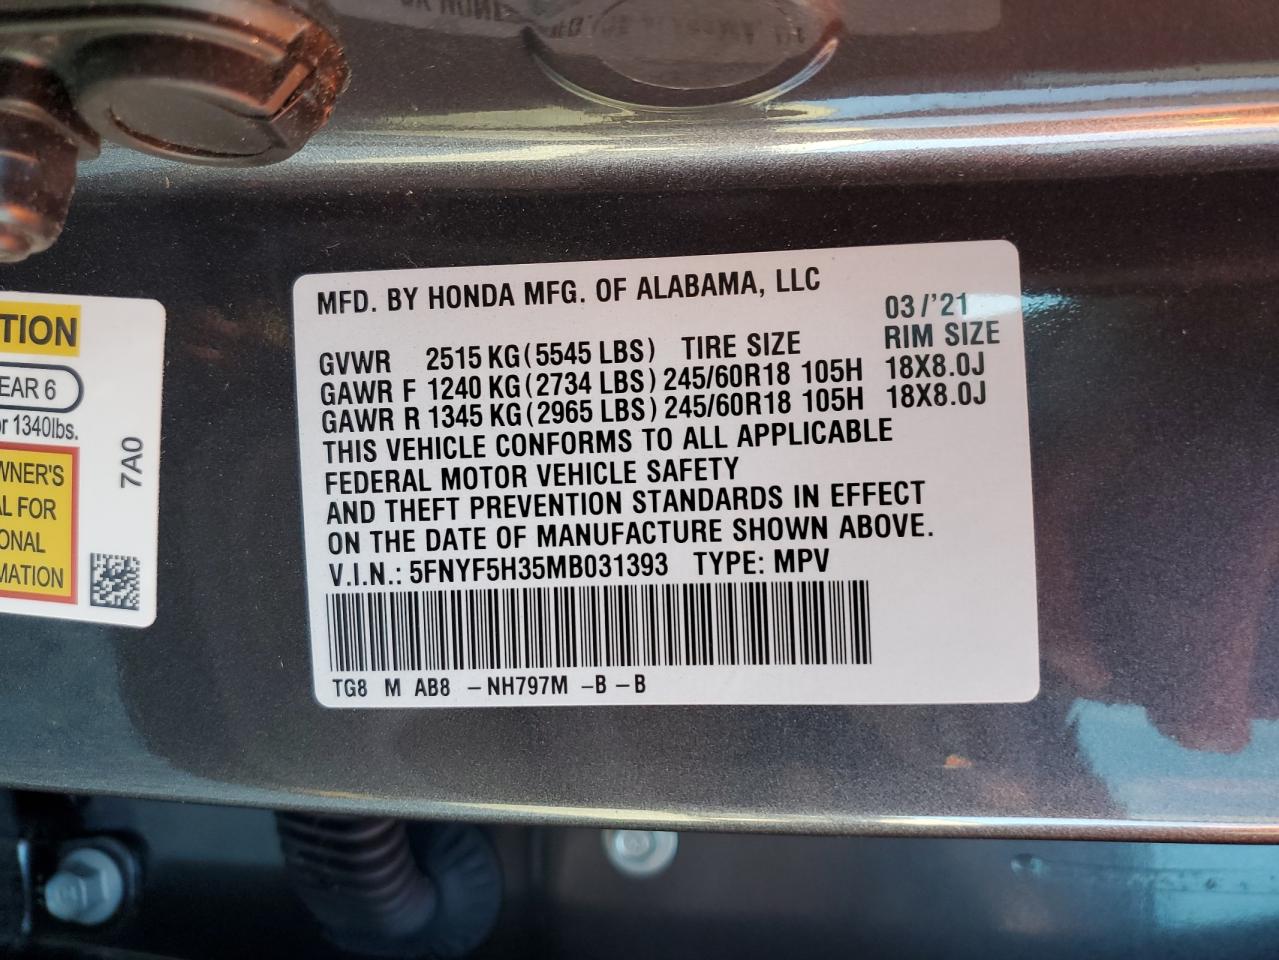 MFD. BY HONDA MFG. OF ALABAMA, LLC
03/'21
GVWR 2515 KG(5545 LBS) TIRE SIZE RIM SIZE
GAWR F 1240 KG(2734 LBS) 245/60R18 105H 18X8.0J
GAWR R 1345 KG(2965 LBS) 245/60R18 105H 18X8.0J
THIS VEHICLE CONFORMS TO ALL APPLICABLE
FEDERAL MOTOR VEHICLE SAFETY
AND THEFT PREVENTION STANDARDS IN EFFECT
ON THE DATE OF MANUFACTURE SHOWN ABOVE.
V.I.N.: 5FNYF5H35MB031393 TYPE: MPV
TG8 M AB8 -NH797M -B -B
TION
EAR 6
r 1340lbs.
WNER'S
L FOR
ONAL
MATION
7A0